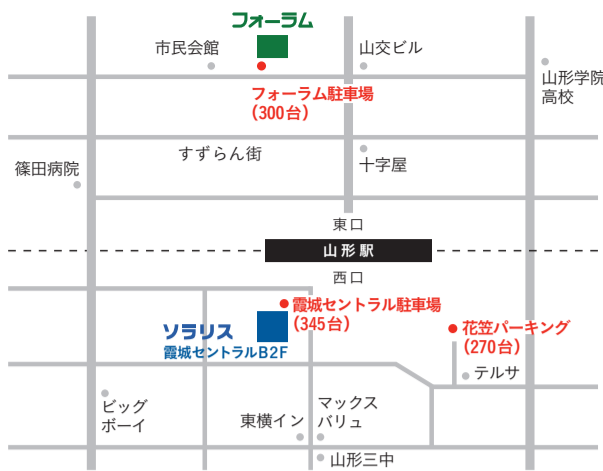 フォーラム
市民会館
山交ビル
山形学院
高校
フォーラム駐車場
(300台)
すずらん街
十字屋
篠田病院
東口
山形駅
西口
霞城セントラル駐車場
(345台)
ソラリス
霞城セントラルB2F
花笠パーキング
(270台)
テルサ
ビッグ
ボーイ
東横イン
マックス
バリュ
山形三中